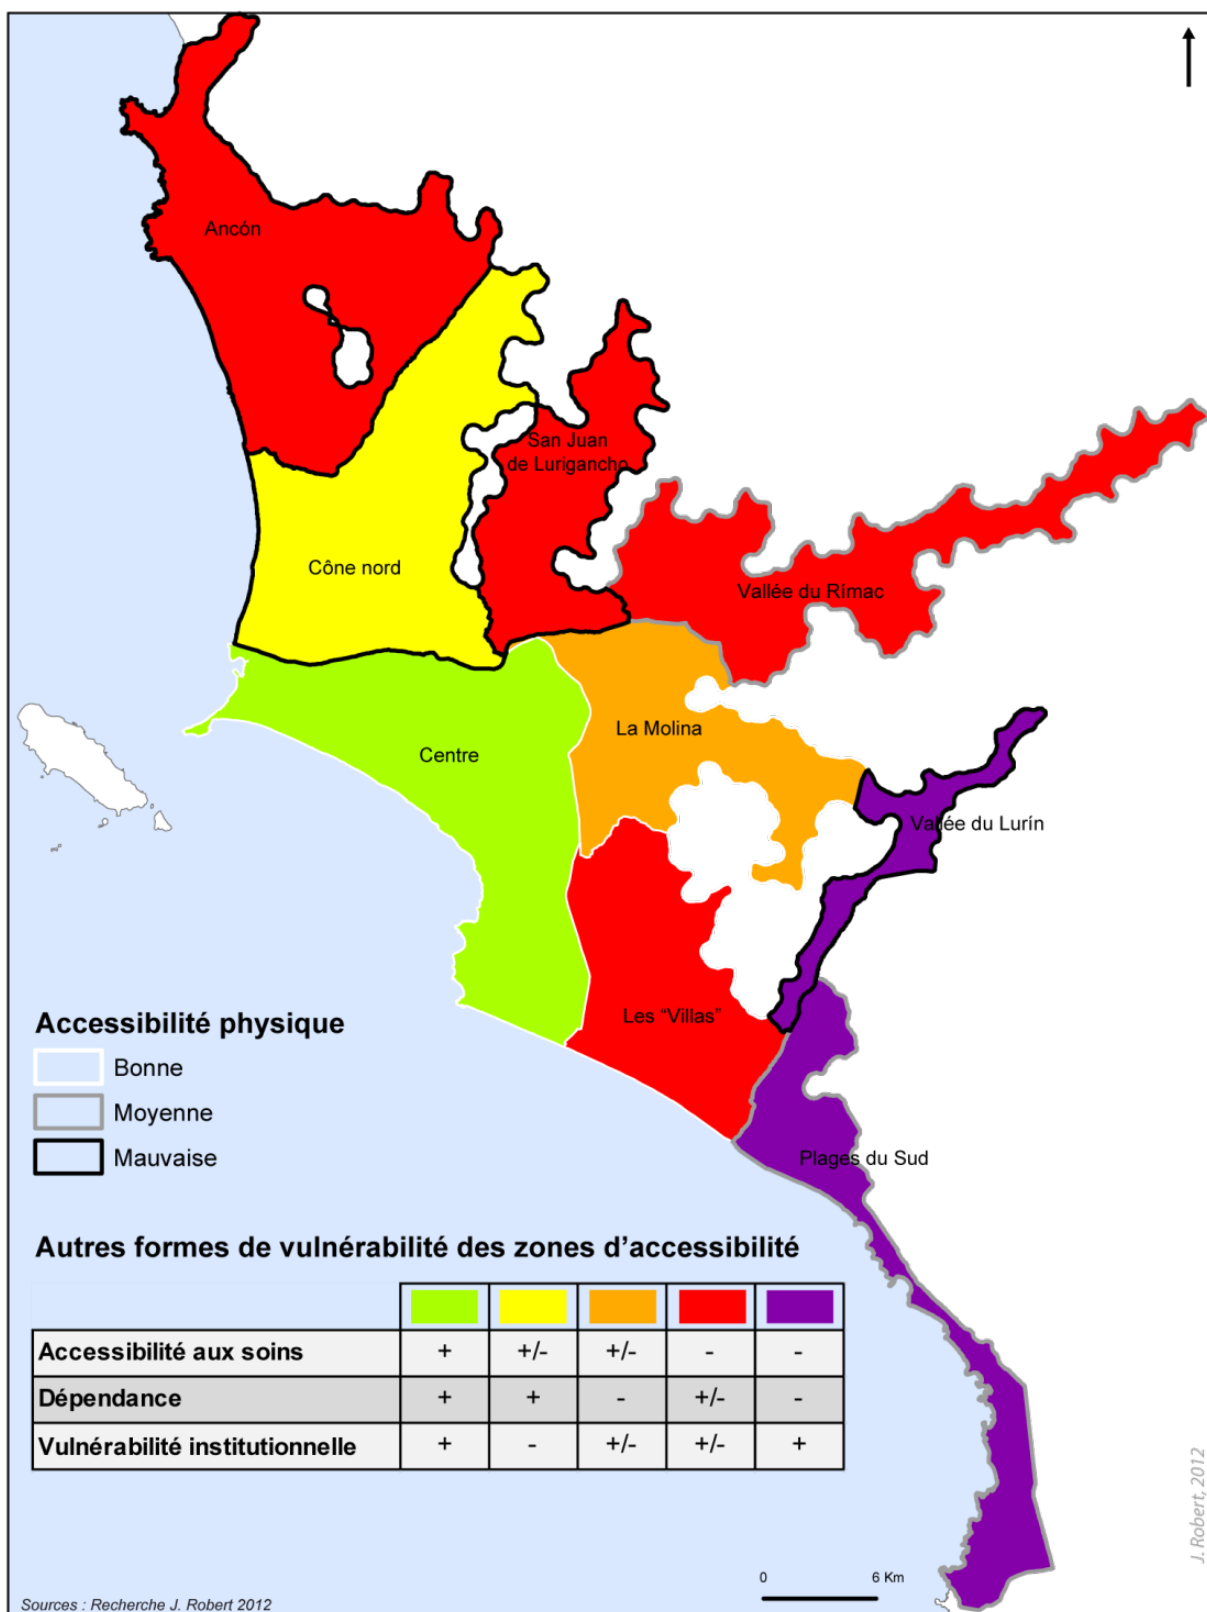 Ancón
San Juan
de Lurigancho
Cône nord
Vallée du Rímac
La Molina
Centre
Vallée du Lurín
Les “Villas”
Plages du Sud
Accessibilité physique
Bonne
Moyenne
Mauvaise
Autres formes de vulnérabilité des zones d’accessibilité
Accessibilité aux soins + +/- +/- - -
Dépendance + + - +/- -
Vulnérabilité institutionnelle + - +/- +/- +
0 6 Km
Sources : Recherche J. Robert 2012
J. Robert, 2012